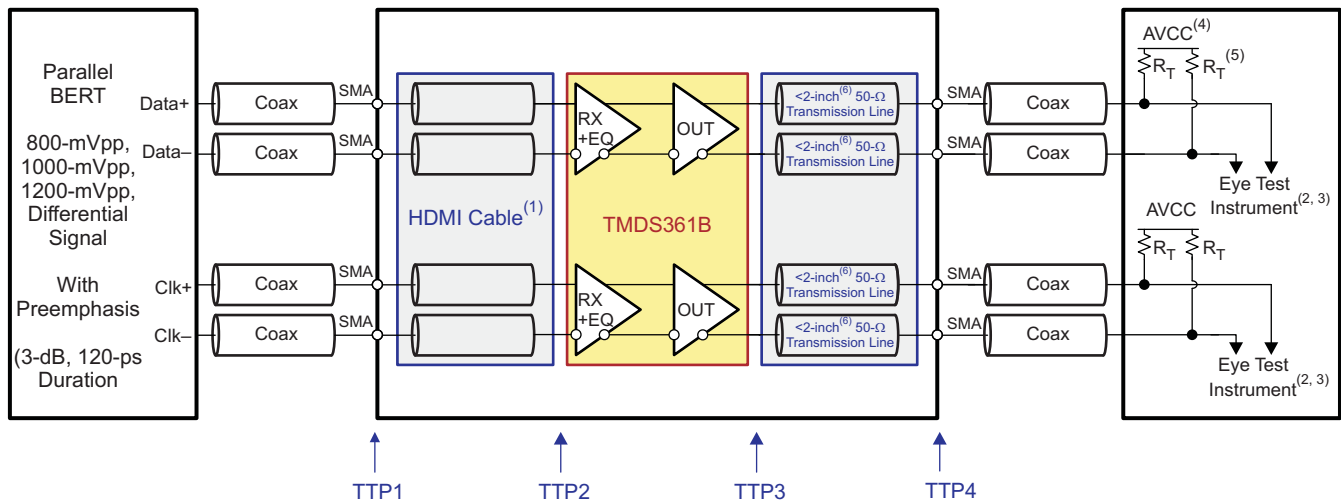 Parallel
BERT
800-mVpp,
1000-mVpp,
1200-mVpp,
Differential
Signal
With
Preemphasis
(3-dB, 120-ps
Duration
Data+
Data–
Clk+
Clk–
Coax
Coax
Coax
Coax
SMA
SMA
SMA
SMA
HDMI Cable(1)
RX
+EQ
OUT
TMDS361B
RX
+EQ
OUT
<2-inch(6) 50-Ω
Transmission Line
<2-inch(6) 50-Ω
Transmission Line
<2-inch(6) 50-Ω
Transmission Line
<2-inch(6) 50-Ω
Transmission Line
SMA
SMA
SMA
SMA
Coax
Coax
Coax
Coax
AVCC(4)
RT
RT(5)
Eye Test
Instrument(2, 3)
AVCC
RT
RT
Eye Test
Instrument(2, 3)
TTP1
TTP2
TTP3
TTP4